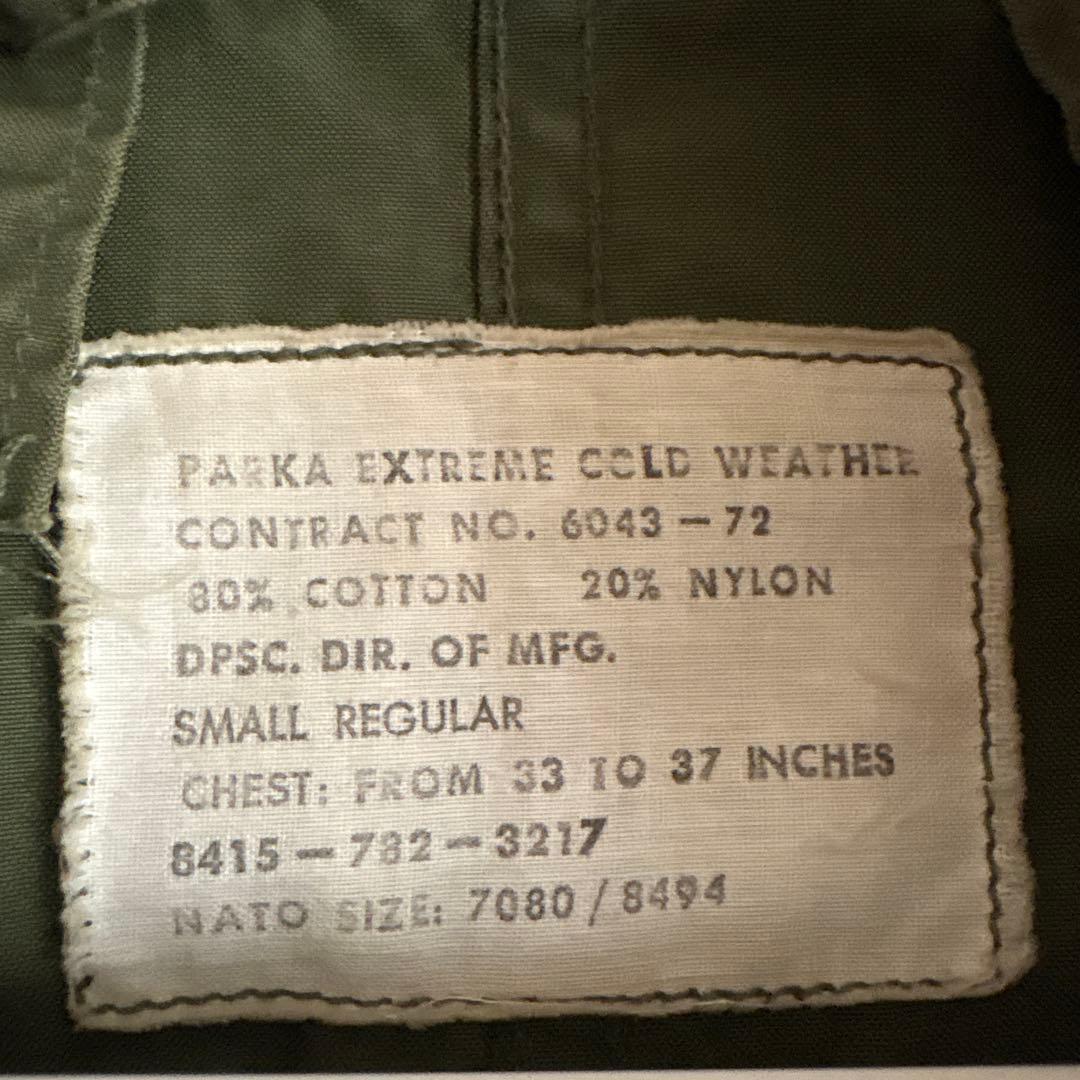 PARKA EXTREME COLD WEATHER
CONTRACT NO. 6043-72
80% COTTON 20% NYLON
DPSC. DIR. OF MFG.
SMALL REGULAR
CHEST: FROM 33 TO 37 INCHES
8415-782-3217
NATO SIZE: 7080/8494